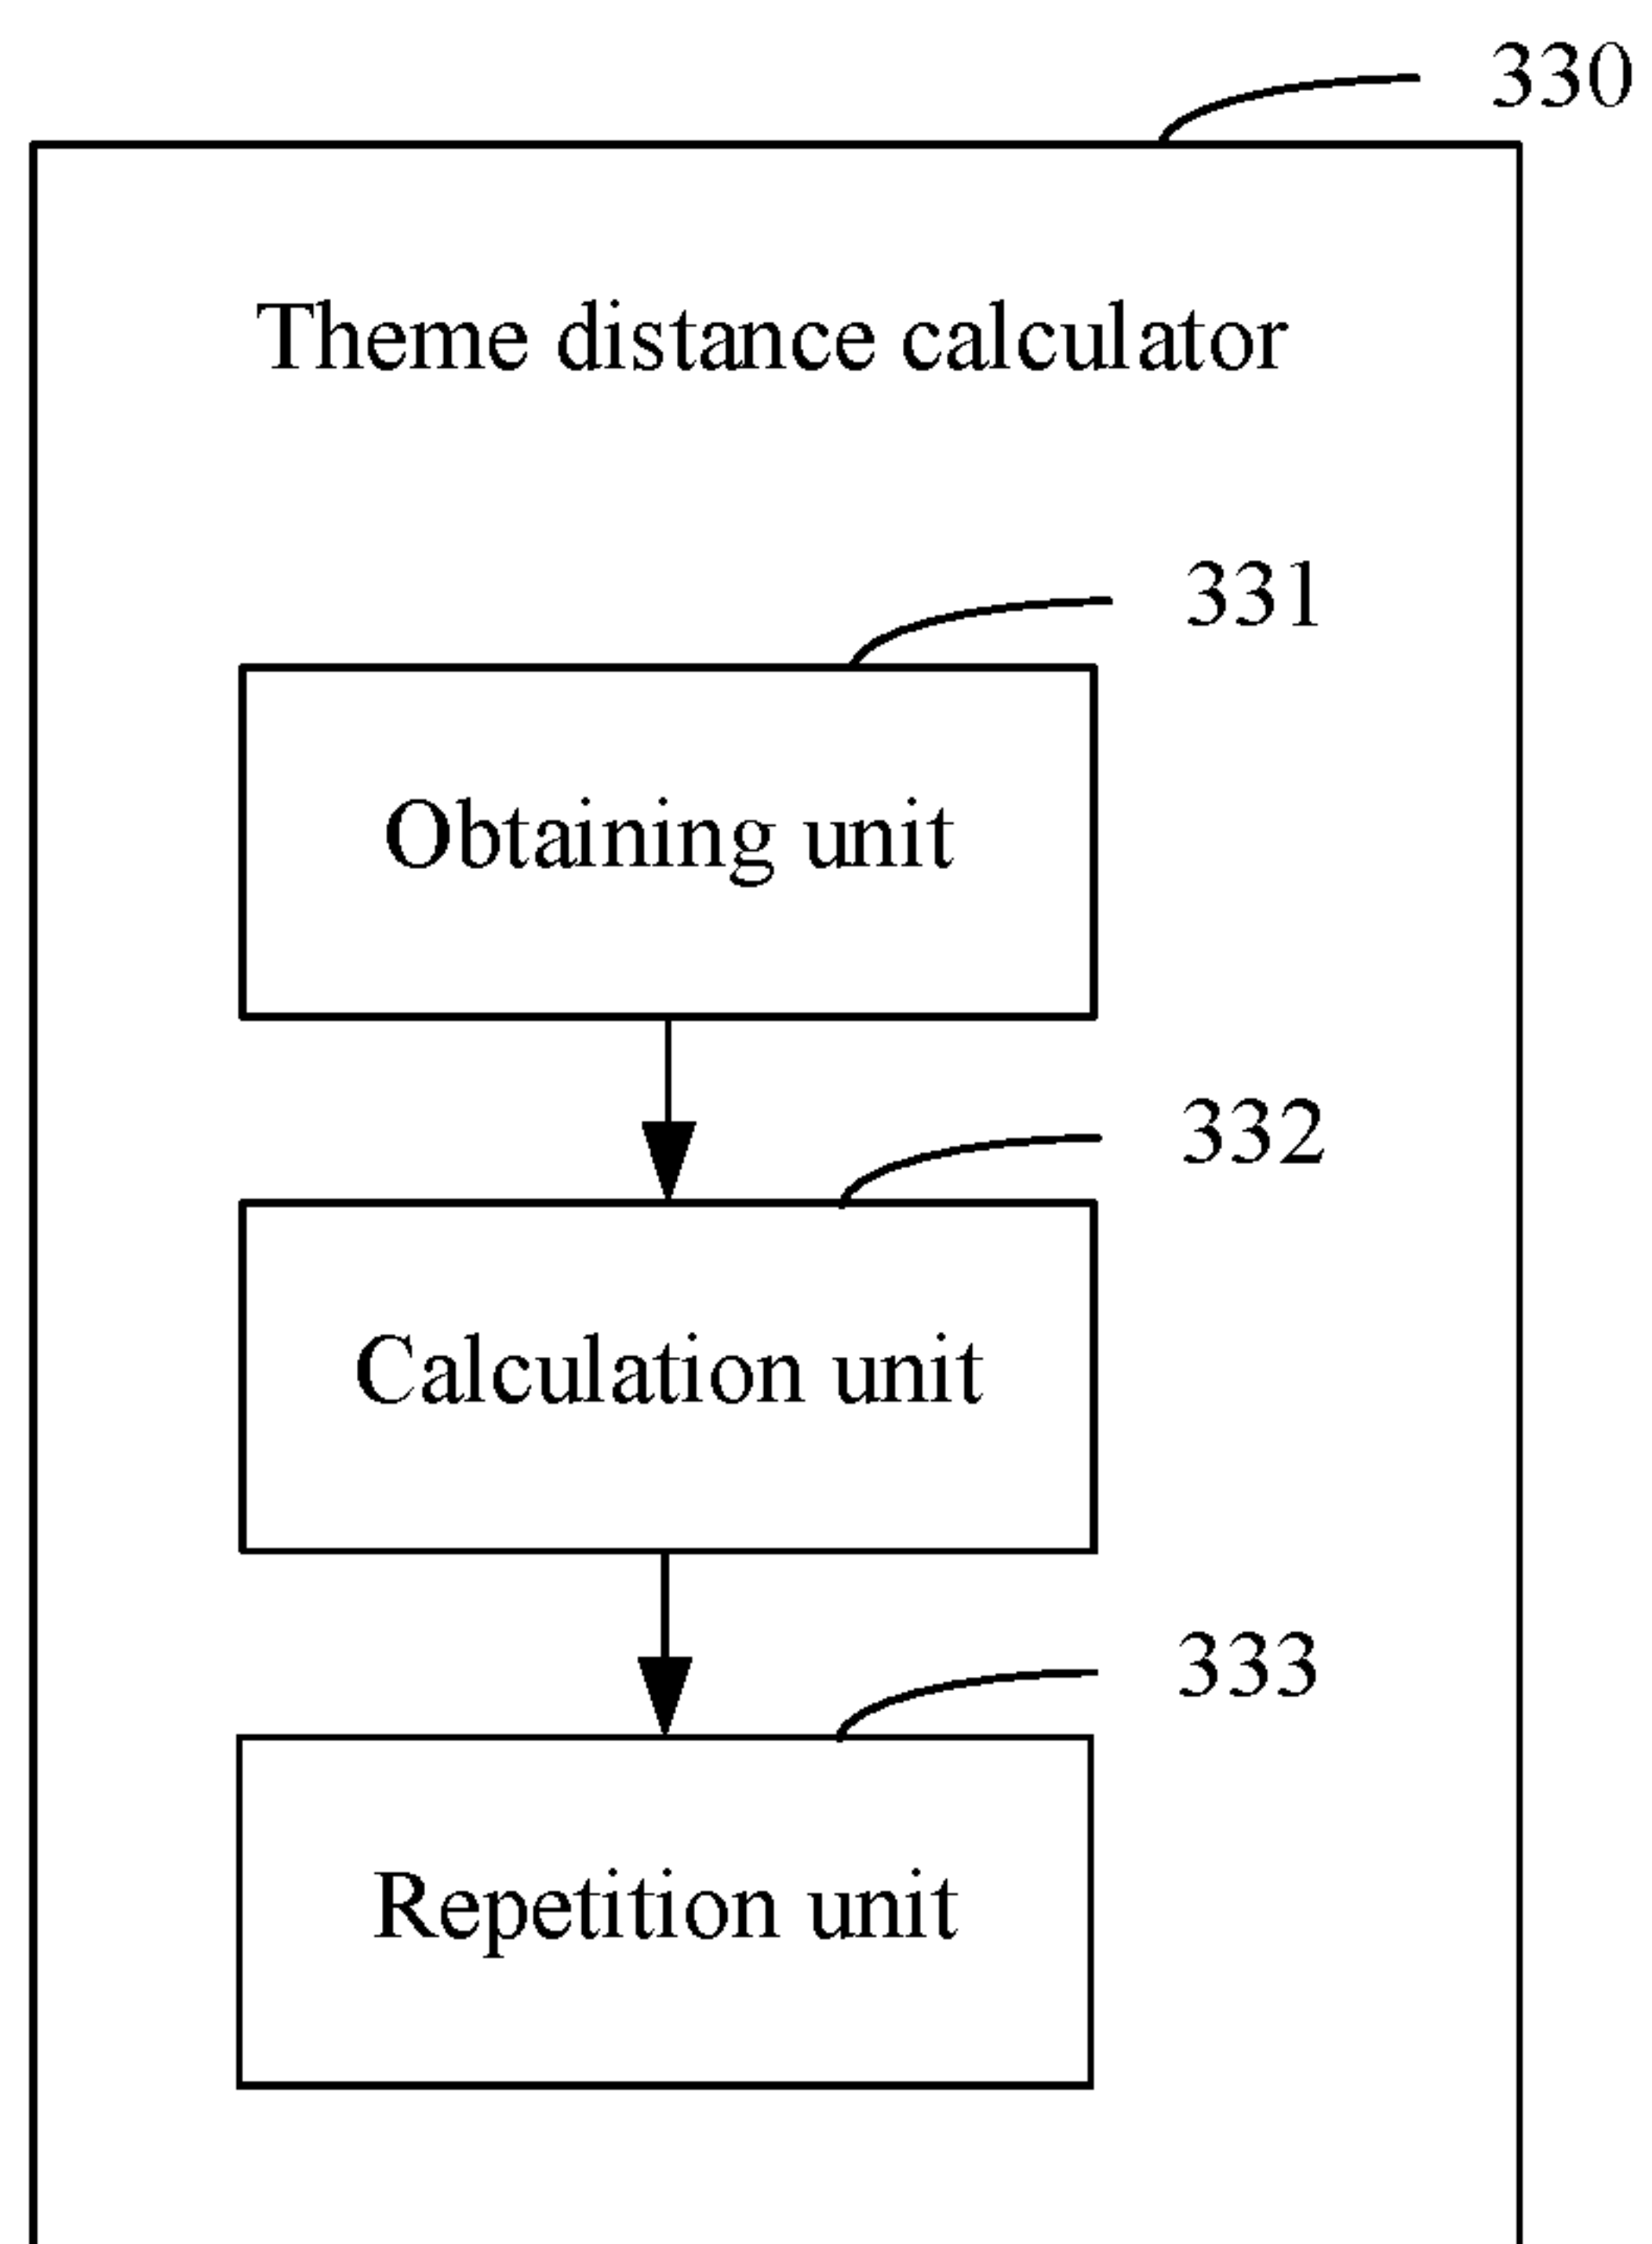 330
Theme distance calculator
331
Obtaining unit
332
Calculation unit
333
Repetition unit